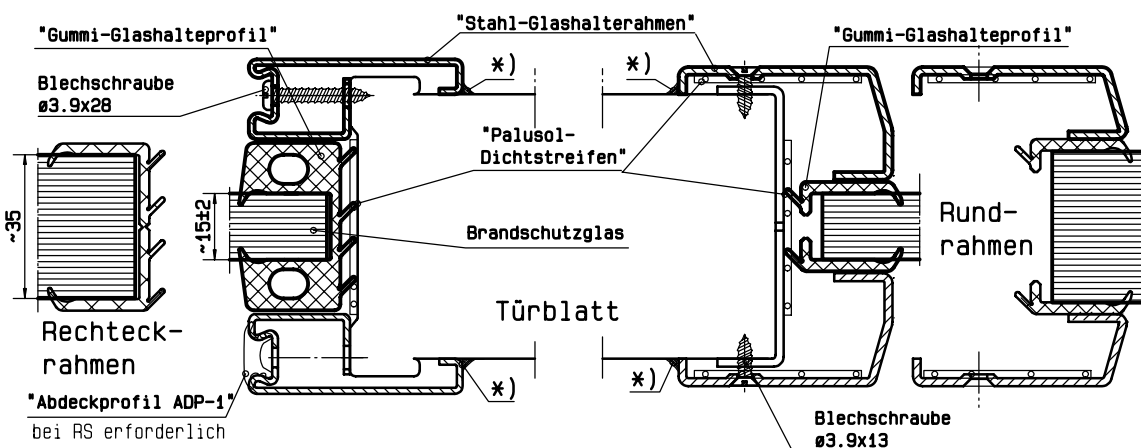 "Stahl-Glashalterahmen"
"Gummi-Glashalteprofil"
"Gummi-Glashalteprofil"
*)
*)
Blechschraube
ø3.9x28
"Palusol-
Dichtstreifen"
~35
~15±2
Brandschutzglas
Rund-
rahmen
Türblatt
Rechteck-
rahmen
*)
*)
"Abdeckprofil ADP-1"
bei RS erforderlich
Blechschraube
ø3.9x13